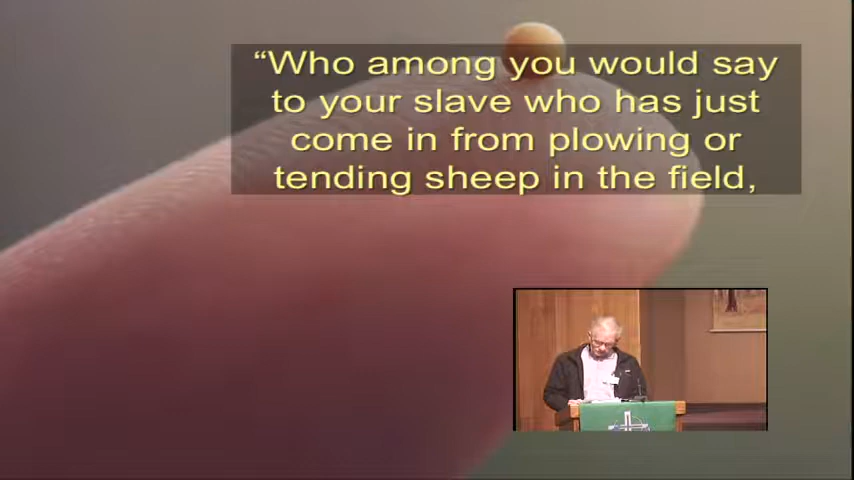 “Who among you would say
to your slave who has just
come in from plowing or
tending sheep in the field,